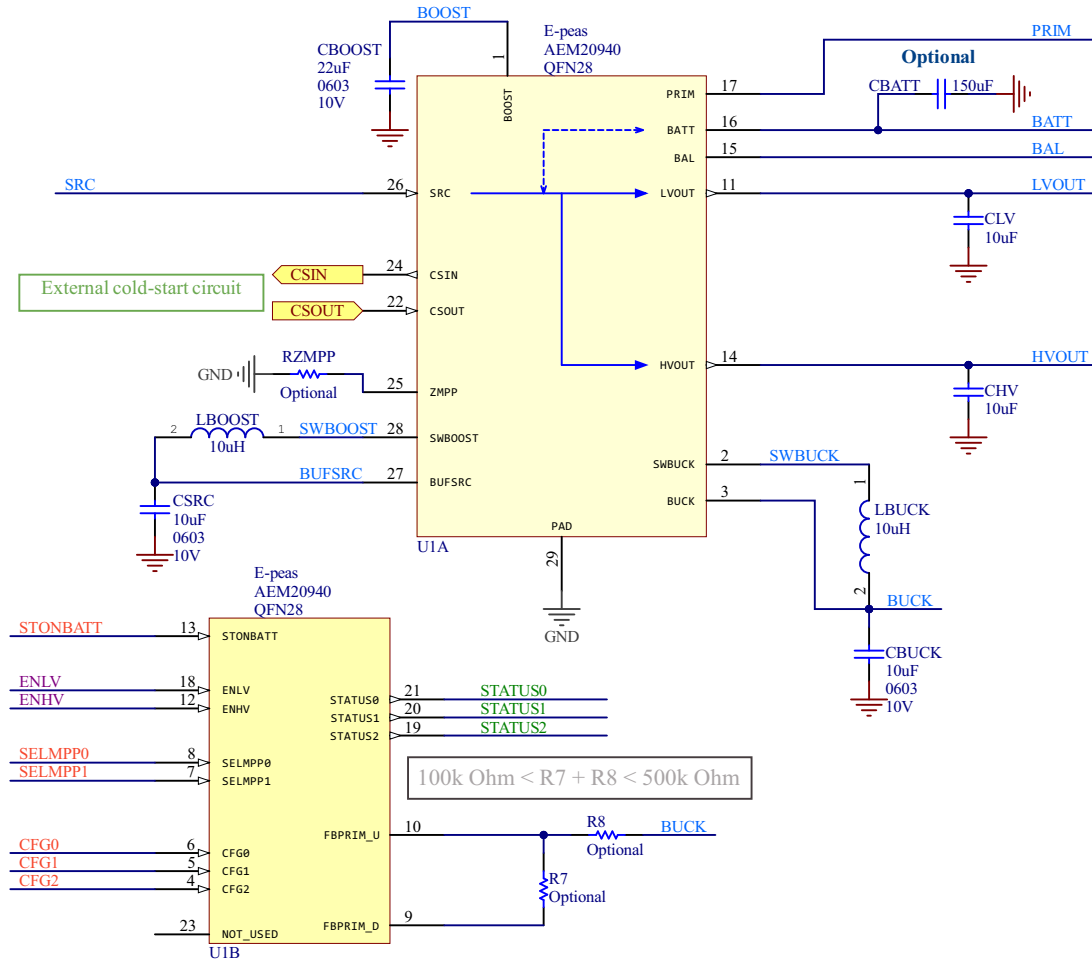 BOOST
CBOOST
22uF
0603
10V
1
E-peas
AEM20940
QFN28
PRIM
Optional
CBATT 150uF
BOOST
PRIM 17
BATT 16 BATT
BAL 15 BAL
SRC 26 SRC
LVOUT 11 LVOUT
CLV
10uF
External cold-start circuit
CSIN 24 CSIN
CSOUT 22 CSOUT
HVOUT 14 HVOUT
CHV
10uF
GND RZMPP
Optional
25 ZMPP
LBOOST
2 1
10uH
SWBOOST 28 SWBOOST
BUFSRC 27 BUFSRC
CSRC
10uF
0603
10V
SWBUCK 2 SWBUCK
BUCK 3
1
LBUCK
10uH
2
BUCK
CBUCK
10uF
0603
10V
PAD
U1A
29
GND
E-peas
AEM20940
QFN28
STONBATT 13 STONBATT
ENLV 18 ENLV
ENHV 12 ENHV
STATUS0 21 STATUS0
STATUS1 20 STATUS1
STATUS2 19 STATUS2
SELMPP0 8 SELMPP0
SELMPP1 7 SELMPP1
100k Ohm < R7 + R8 < 500k Ohm
FBPRIM_U 10
R8
Optional
BUCK
CFG0 6 CFG0
CFG1 5 CFG1
CFG2 4 CFG2
R7
Optional
FBPRIM_D 9
23 NOT_USED
U1B